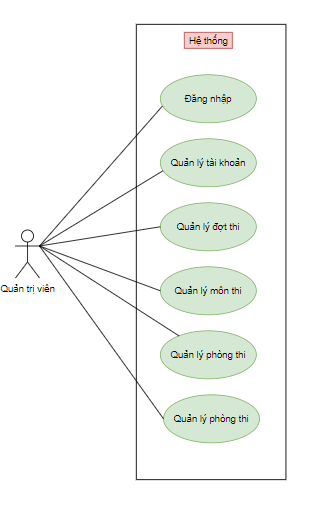 Hệ thống
Đăng nhập
Quản lý tài khoản
Quản lý đợt thi
Quản lý môn thi
Quản lý phòng thi
Quản lý phòng thi
Quản trị viên